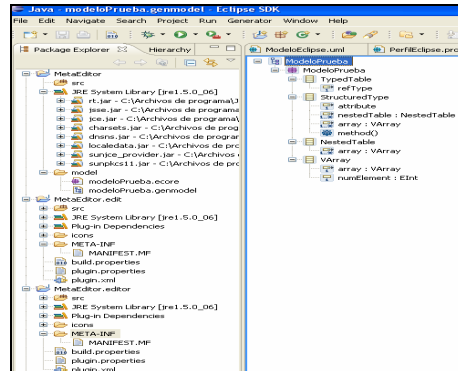 Java - modeloPrueba.genmodel - Eclipse SDK
File Edit Navigate Search Project Run Generator Window Help
Package Explorer Hierarchy
MetaEditor
src
JRE System Library [jre1.5.0_06]
rt.jar - C:\Archivos de programa\J
jsse.jar - C:\Archivos de programa
jce.jar - C:\Archivos de programa\
charsets.jar - C:\Archivos de prog
dnsns.jar - C:\Archivos de program
localedata.jar - C:\Archivos de pro
sunjce_provider.jar - C:\Archivos
sunpkcs11.jar - C:\Archivos de pr
model
modeloPrueba.ecore
modeloPrueba.genmodel
MetaEditor.edit
src
JRE System Library [jre1.5.0_06]
Plug-in Dependencies
icons
META-INF
MANIFEST.MF
build.properties
plugin.properties
plugin.xml
MetaEditor.editor
src
JRE System Library [jre1.5.0_06]
Plug-in Dependencies
icons
META-INF
MANIFEST.MF
build.properties
plugin.properties
plugin.xml
ModeloEclipse.uml PerfilEclipse.pro
ModeloPrueba
ModeloPrueba
TypedTable
refType
StructuredType
attribute
nestedTable : NestedTable
array : VArray
method()
NestedTable
array : VArray
VArray
array : VArray
numElement : EInt